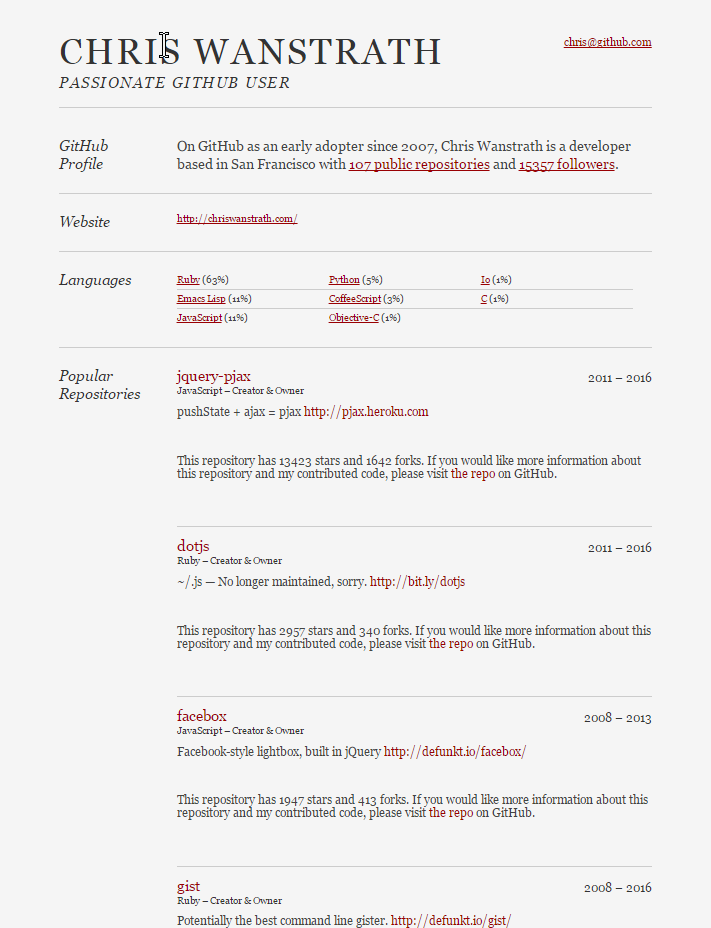 CHRIS WANSTRATH
chris@github.com
PASSIONATE GITHUB USER
GitHub
Profile
On GitHub as an early adopter since 2007, Chris Wanstrath is a developer
based in San Francisco with 107 public repositories and 15357 followers.
Website
http://chriswanstrath.com/
Languages
Ruby (63%) Python (5%) Io (1%)
Emacs Lisp (11%) CoffeeScript (3%) C (1%)
JavaScript (11%) Objective-C (1%)
Popular
Repositories
jquery-pjax 2011 – 2016
JavaScript – Creator & Owner
pushState + ajax = pjax http://pjax.heroku.com
This repository has 13423 stars and 1642 forks. If you would like more information about
this repository and my contributed code, please visit the repo on GitHub.
dotjs 2011 – 2016
Ruby – Creator & Owner
~/.js — No longer maintained, sorry. http://bit.ly/dotjs
This repository has 2957 stars and 340 forks. If you would like more information about this
repository and my contributed code, please visit the repo on GitHub.
facebox 2008 – 2013
JavaScript – Creator & Owner
Facebook-style lightbox, built in jQuery http://defunkt.io/facebox/
This repository has 1947 stars and 413 forks. If you would like more information about this
repository and my contributed code, please visit the repo on GitHub.
gist 2008 – 2016
Ruby – Creator & Owner
Potentially the best command line gister. http://defunkt.io/gist/